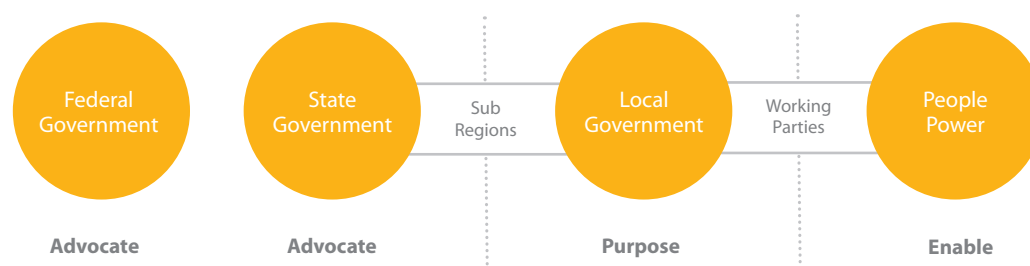 Federal
Government
State
Government
Sub
Regions
Local
Government
Working
Parties
People
Power
Advocate
Advocate
Purpose
Enable